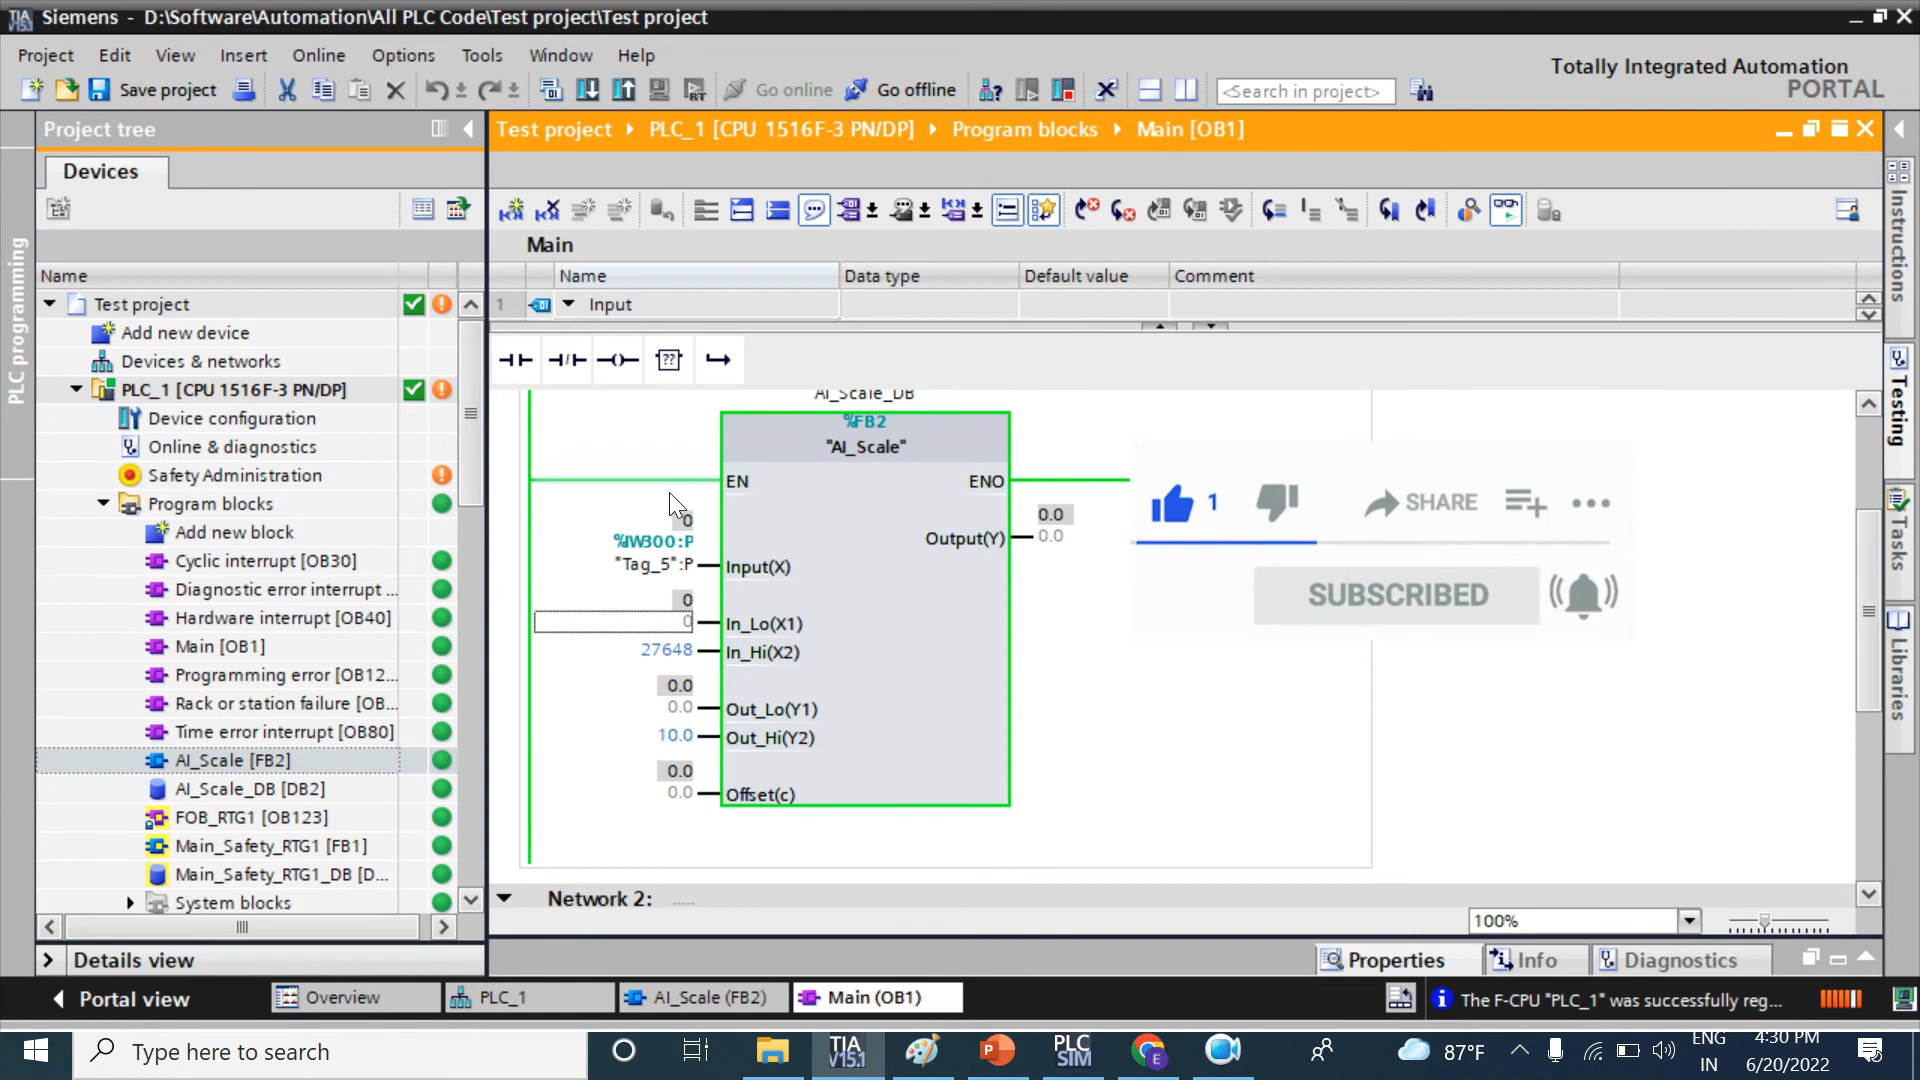 TIA V15.1 Siemens - D:\Software\Automation\All PLC Code\Test project\Test project
Project Edit View Insert Online Options Tools Window Help
Totally Integrated Automation
PORTAL
Save project Go online Go offline <Search in project>
Project tree
Test project PLC_1 [CPU 1516F-3 PN/DP] Program blocks Main [OB1]
Devices
PLC programming
Main
Name
Name Data type Default value Comment
1 Input
Test project
Add new device
Devices & networks
PLC_1 [CPU 1516F-3 PN/DP]
Device configuration
Online & diagnostics
Safety Administration
Program blocks
Add new block
Cyclic interrupt [OB30]
Diagnostic error interrupt ...
Hardware interrupt [OB40]
Main [OB1]
Programming error [OB12...
Rack or station failure [OB...
Time error interrupt [OB80]
AI_Scale [FB2]
AI_Scale_DB [DB2]
FOB_RTG1 [OB123]
Main_Safety_RTG1 [FB1]
Main_Safety_RTG1_DB [D...
System blocks
Details view
??
AI_Scale_DB
%FB2
"AI_Scale"
EN ENO
0
%IW300:P
"Tag_5":P Input(X)
0.0
Output(Y) 0.0
0
0 In_Lo(X1)
27648 In_Hi(X2)
0.0
0.0 Out_Lo(Y1)
10.0 Out_Hi(Y2)
0.0
0.0 Offset(c)
1 SHARE
SUBSCRIBED
Network 2: .....
100%
Instructions
Testing
Tasks
Libraries
Properties Info Diagnostics
Portal view Overview PLC_1 AI_Scale (FB2) Main (OB1) The F-CPU "PLC_1" was successfully reg...
Type here to search
TIA V15.1
PLC SIM
87°F
ENG
IN
4:30 PM
6/20/2022